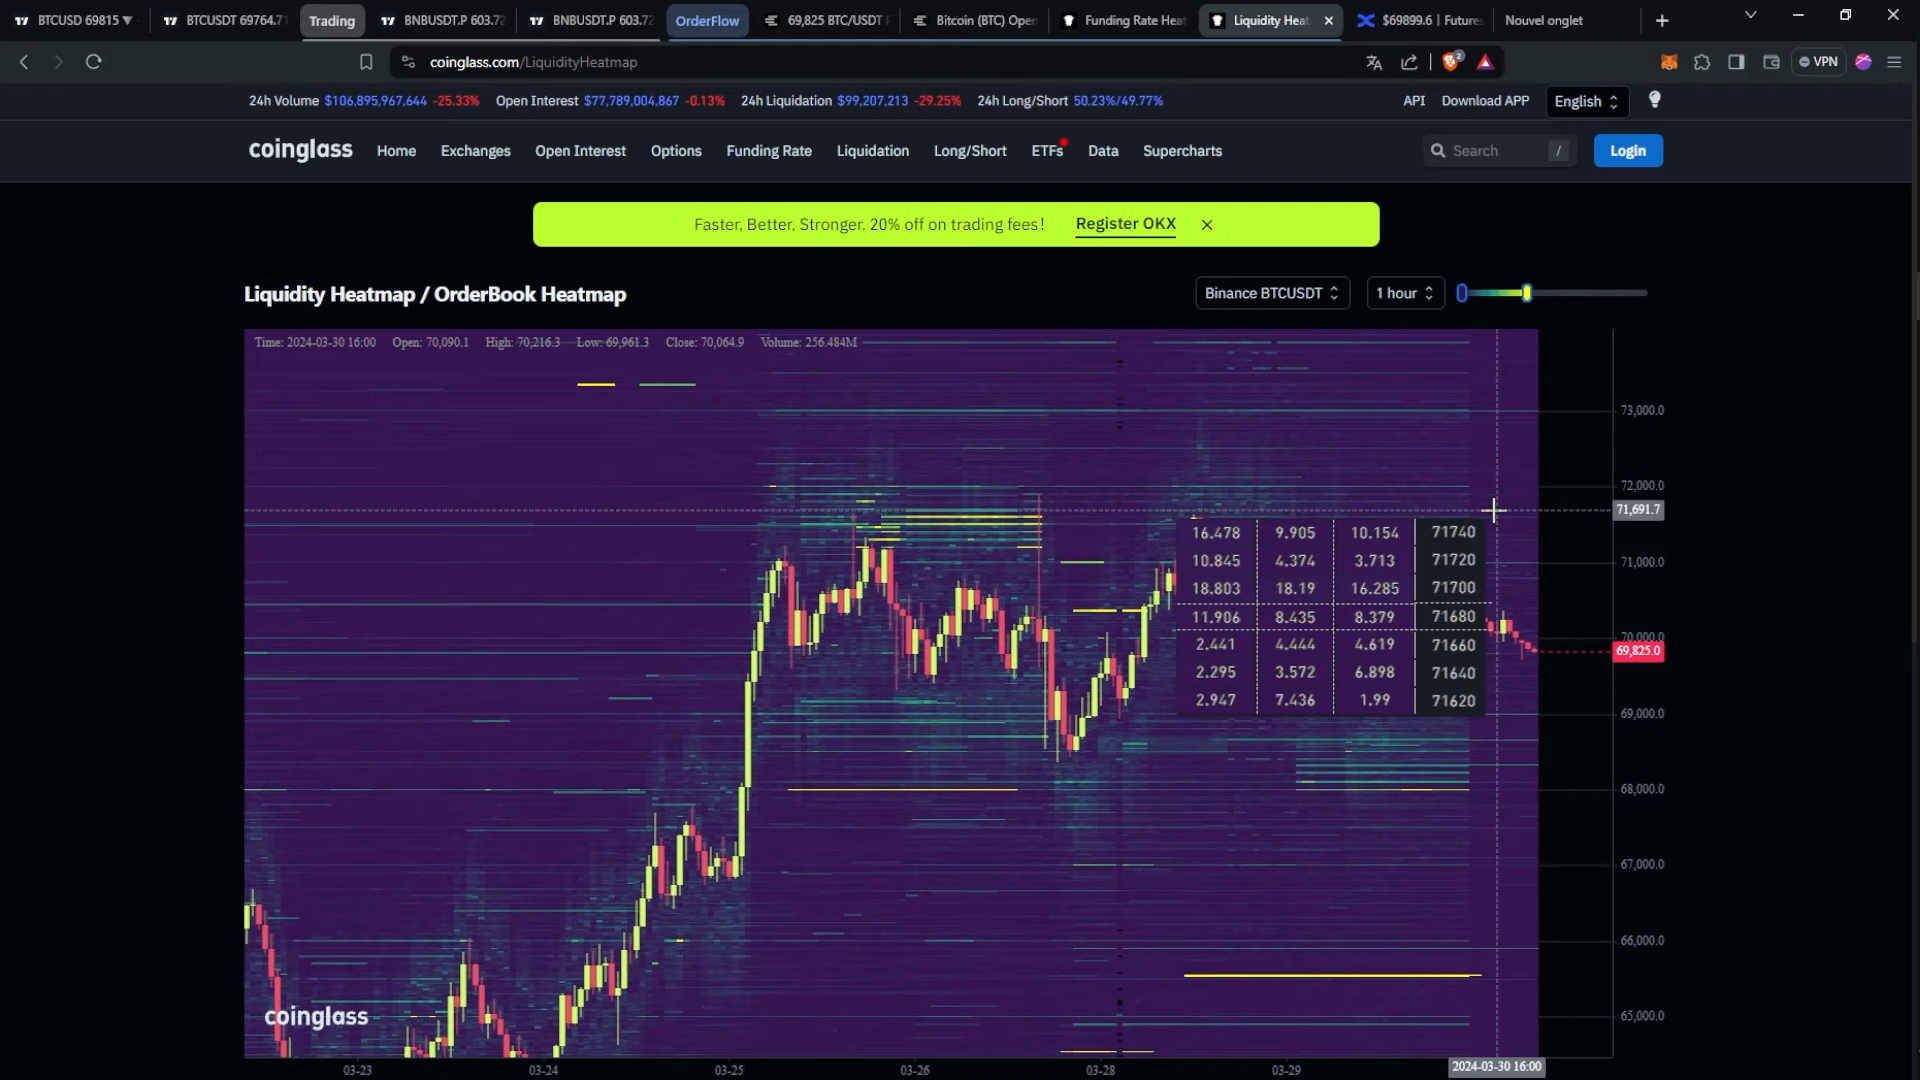 BTCUSD 69815
BTCUSDT 69764.71
Trading
BNBUSDT.P 603.72
BNBUSDT.P 603.72
OrderFlow
69,825 BTC/USDT
Bitcoin (BTC) Open
Funding Rate Hea
Liquidity Hea
$69899.6 | Future
Nouvel onglet
coinglass.com/LiquidityHeatmap
2
VPN
24h Volume $106,895,967,644 -25.33% Open Interest $77,789,004,867 -0.13% 24h Liquidation $99,207,213 -29.25% 24h Long/Short 50.23%/49.77%
API Download APP English
coinglass Home Exchanges Open Interest Options Funding Rate Liquidation Long/Short ETFs Data Supercharts
Search / Login
Faster, Better, Stronger. 20% off on trading fees! Register OKX
Liquidity Heatmap / OrderBook Heatmap
Binance BTCUSDT 1 hour
Time: 2024-03-30 16:00 Open: 70,090.1 High: 70,216.3 Low: 69,961.3 Close: 70,064.9 Volume: 256.484M
73,000.0
72,000.0
71,691.7
71,000.0
70,000.0
69,825.0
69,000.0
68,000.0
67,000.0
66,000.0
65,000.0
16.478 9.905 10.154 71740
10.845 4.374 3.713 71720
18.803 18.19 16.285 71700
11.906 8.435 8.379 71680
2.441 4.444 4.619 71660
2.295 3.572 6.898 71640
2.947 7.436 1.99 71620
coinglass
03-23 03-24 03-25 03-26 03-28 03-29 2024-03-30 16:00